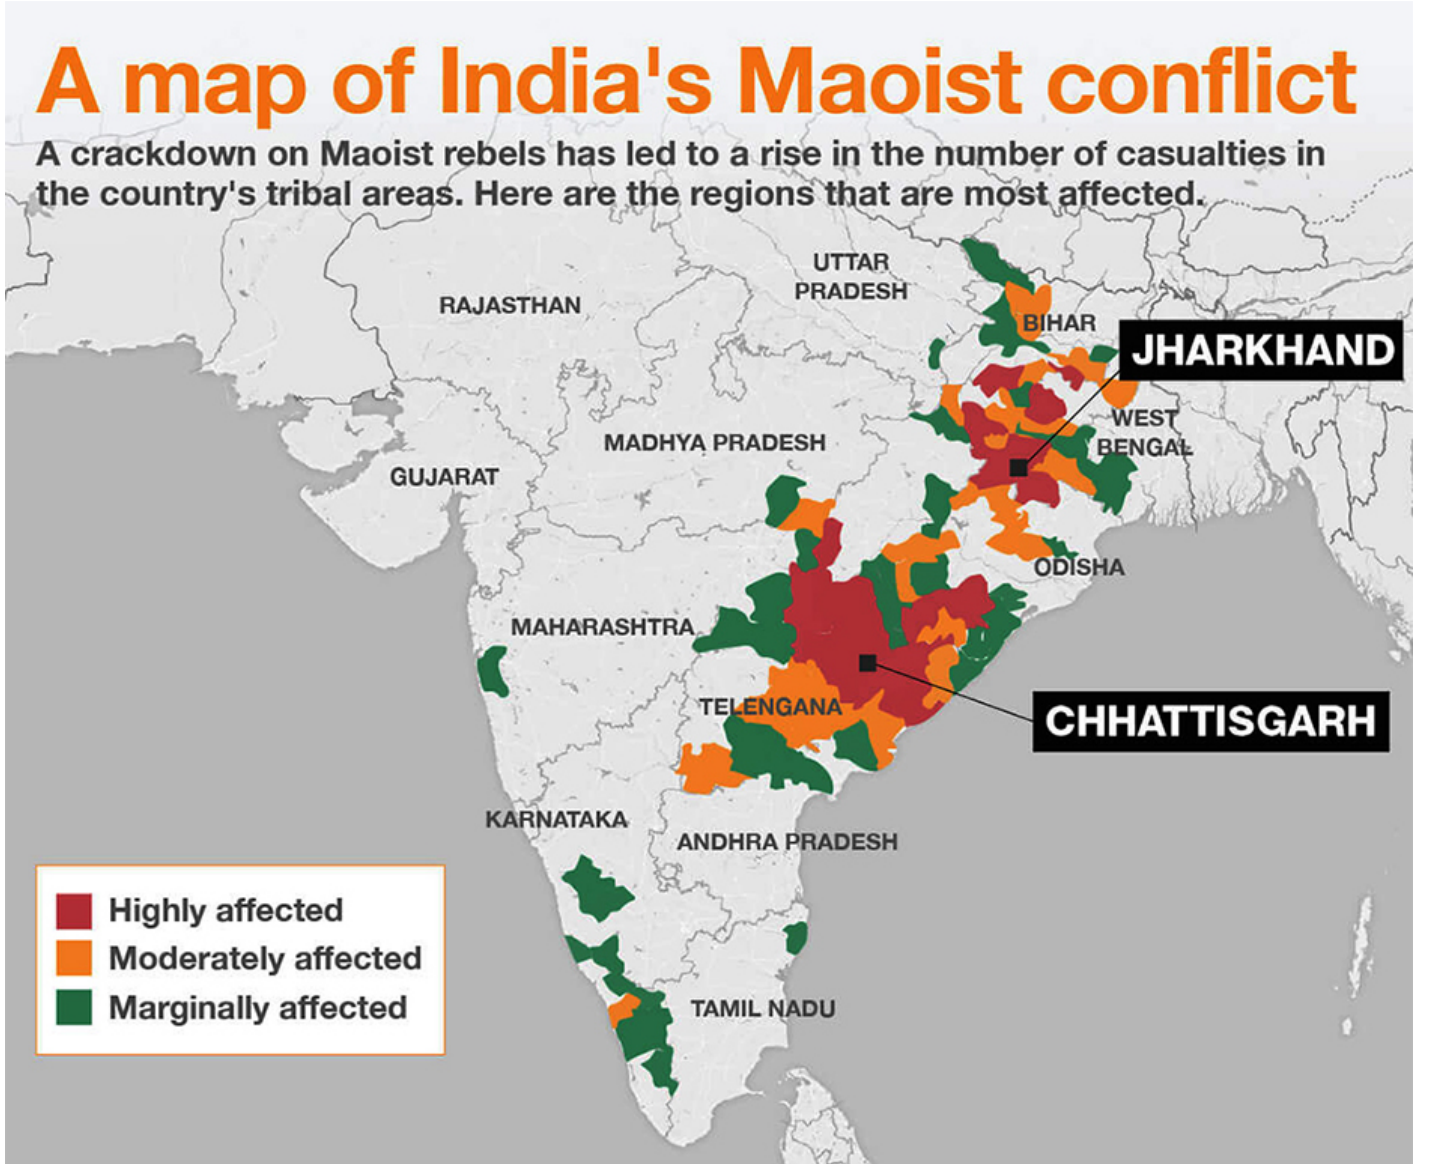 A map of India's Maoist conflict
A crackdown on Maoist rebels has led to a rise in the number of casualties in
the country's tribal areas. Here are the regions that are most affected.
UTTAR
PRADESH
RAJASTHAN
BIHAR
JHARKHAND
WEST
BENGAL
MADHYA PRADESH
GUJARAT
ODISHA
MAHARASHTRA
TELENGANA
CHHATTISGARH
KARNATAKA
ANDHRA PRADESH
Highly affected
Moderately affected
Marginally affected
TAMIL NADU